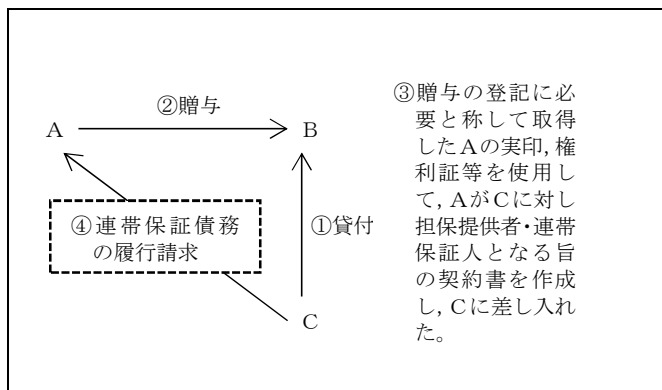 ②贈与
A
B
④連帯保証債務
の履行請求
①貸付
C
③贈与の登記に必
要と称して取得
したAの実印,権
利証等を使用し
て,AがCに対し
担保提供者・連帯
保証人となる旨
の契約書を作成
し,Cに差し入れ
た。